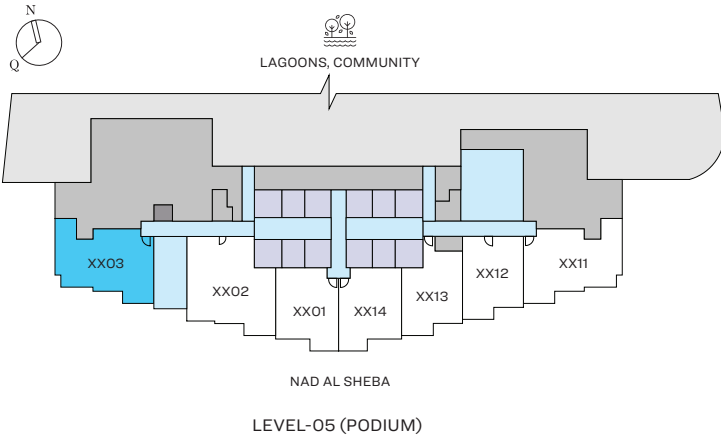 N
Q
LAGOONS, COMMUNITY
XX03
XX02
XX01
XX14
XX13
XX12
XX11
NAD AL SHEBA
LEVEL-05 (PODIUM)